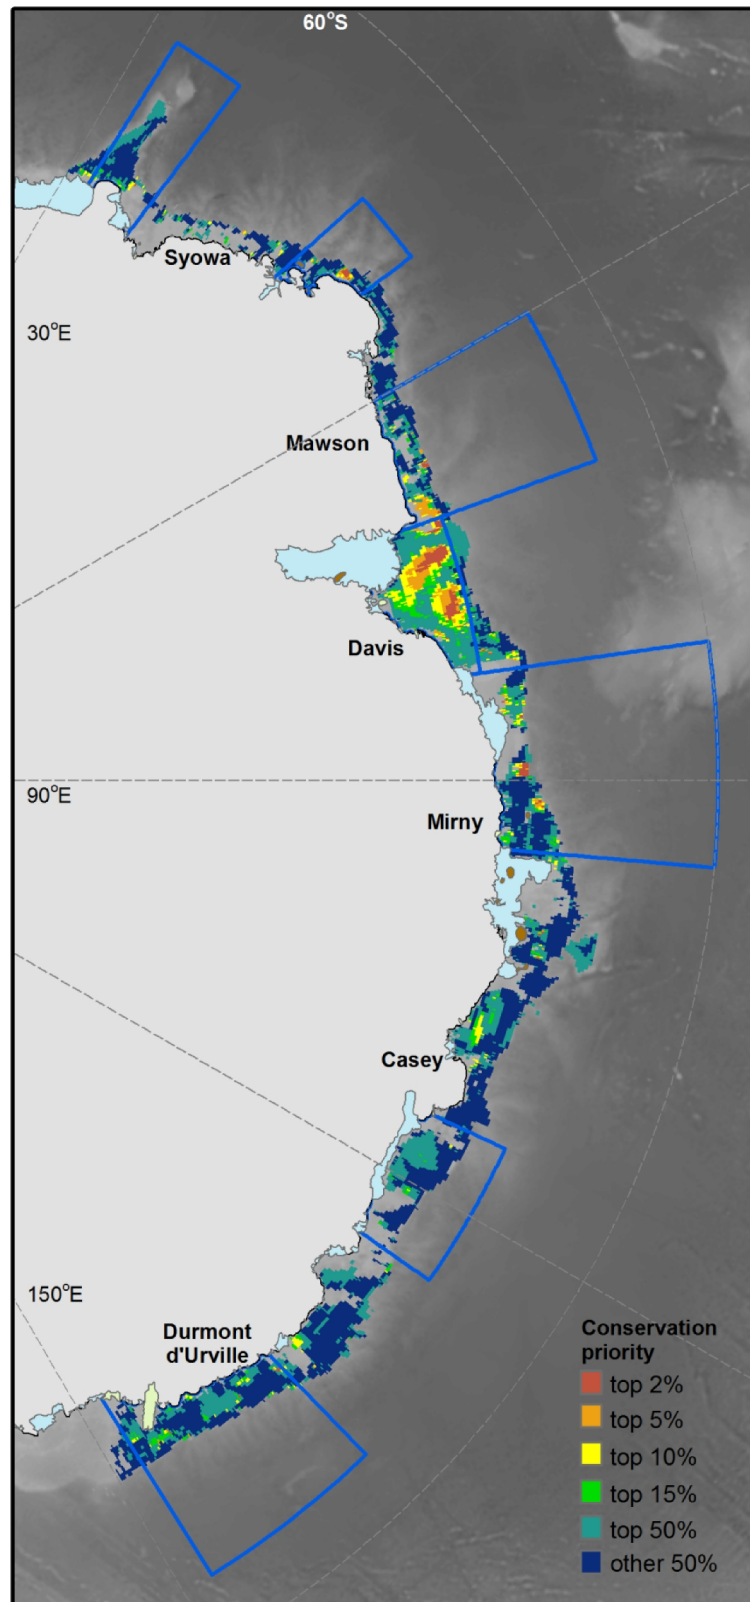 60°S
Syowa
30°E
Mawson
Davis
90°E
Mirny
Casey
150°E
Durmont
d'Urville
Conservation
priority
top 2%
top 5%
top 10%
top 15%
top 50%
other 50%